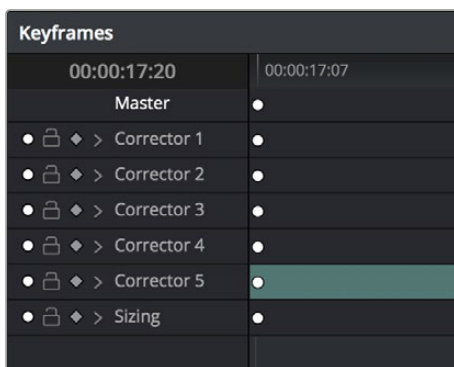 Keyframes
00:00:17:20 00:00:17:07
Master
Corrector 1
Corrector 2
Corrector 3
Corrector 4
Corrector 5
Sizing